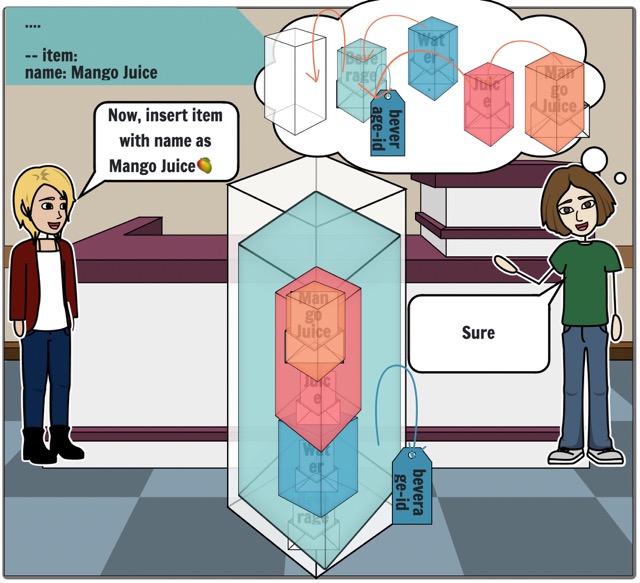 ....
-- item:
name: Mango Juice
Now, insert item
with name as
Mango Juice🥭
Beve
rage
Wat
er
Juic
e
Man
go
Juice
bever
age-id
Sure
Man
go
Juice
Juic
e
Wat
er
Beve
rage
bevera
ge-id